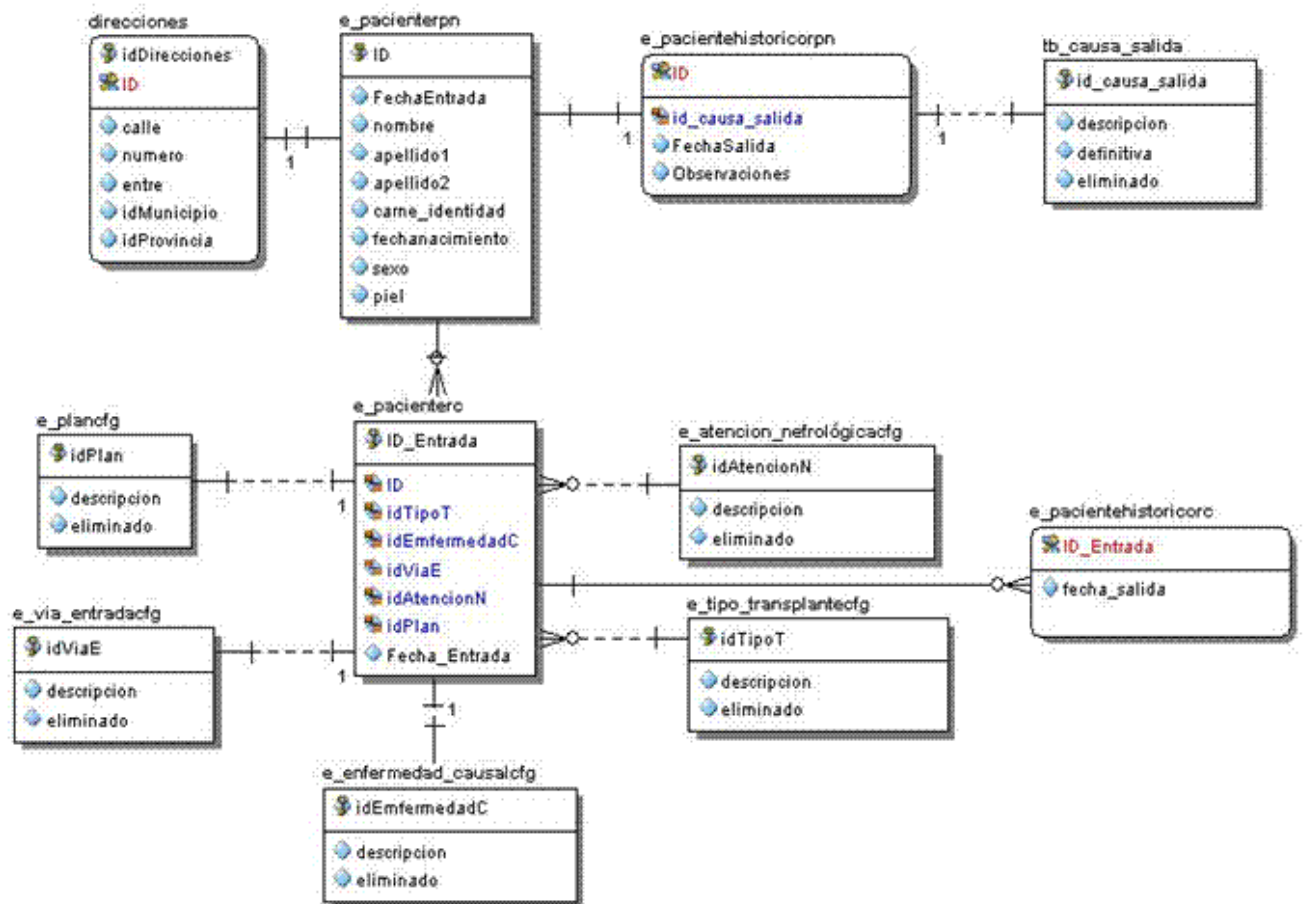 direcciones
idDirecciones
ID
calle
numero
entre
idMunicipio
idProvincia
e_pacienterpn
ID
FechaEntrada
nombre
apellido1
apellido2
carne_identidad
fechanacimiento
sexo
piel
e_pacientehistoricorpn
ID
id_causa_salida
FechaSalida
Observaciones
tb_causa_salida
id_causa_salida
descripcion
definitiva
eliminado
1
1
1
e_plancfg
idPlan
descripcion
eliminado
1
e_pacienterc
ID_Entrada
ID
idTipoT
idEmfermedadC
idViaE
idAtencionN
idPlan
Fecha_Entrada
e_atencion_nefrológicacfg
idAtencionN
descripcion
eliminado
e_pacientehistoricorc
ID_Entrada
fecha_salida
e_via_entradacfg
idViaE
descripcion
eliminado
1
e_tipo_transplantecfg
idTipoT
descripcion
eliminado
1
e_enfermedad_causalcfg
idEmfermedadC
descripcion
eliminado